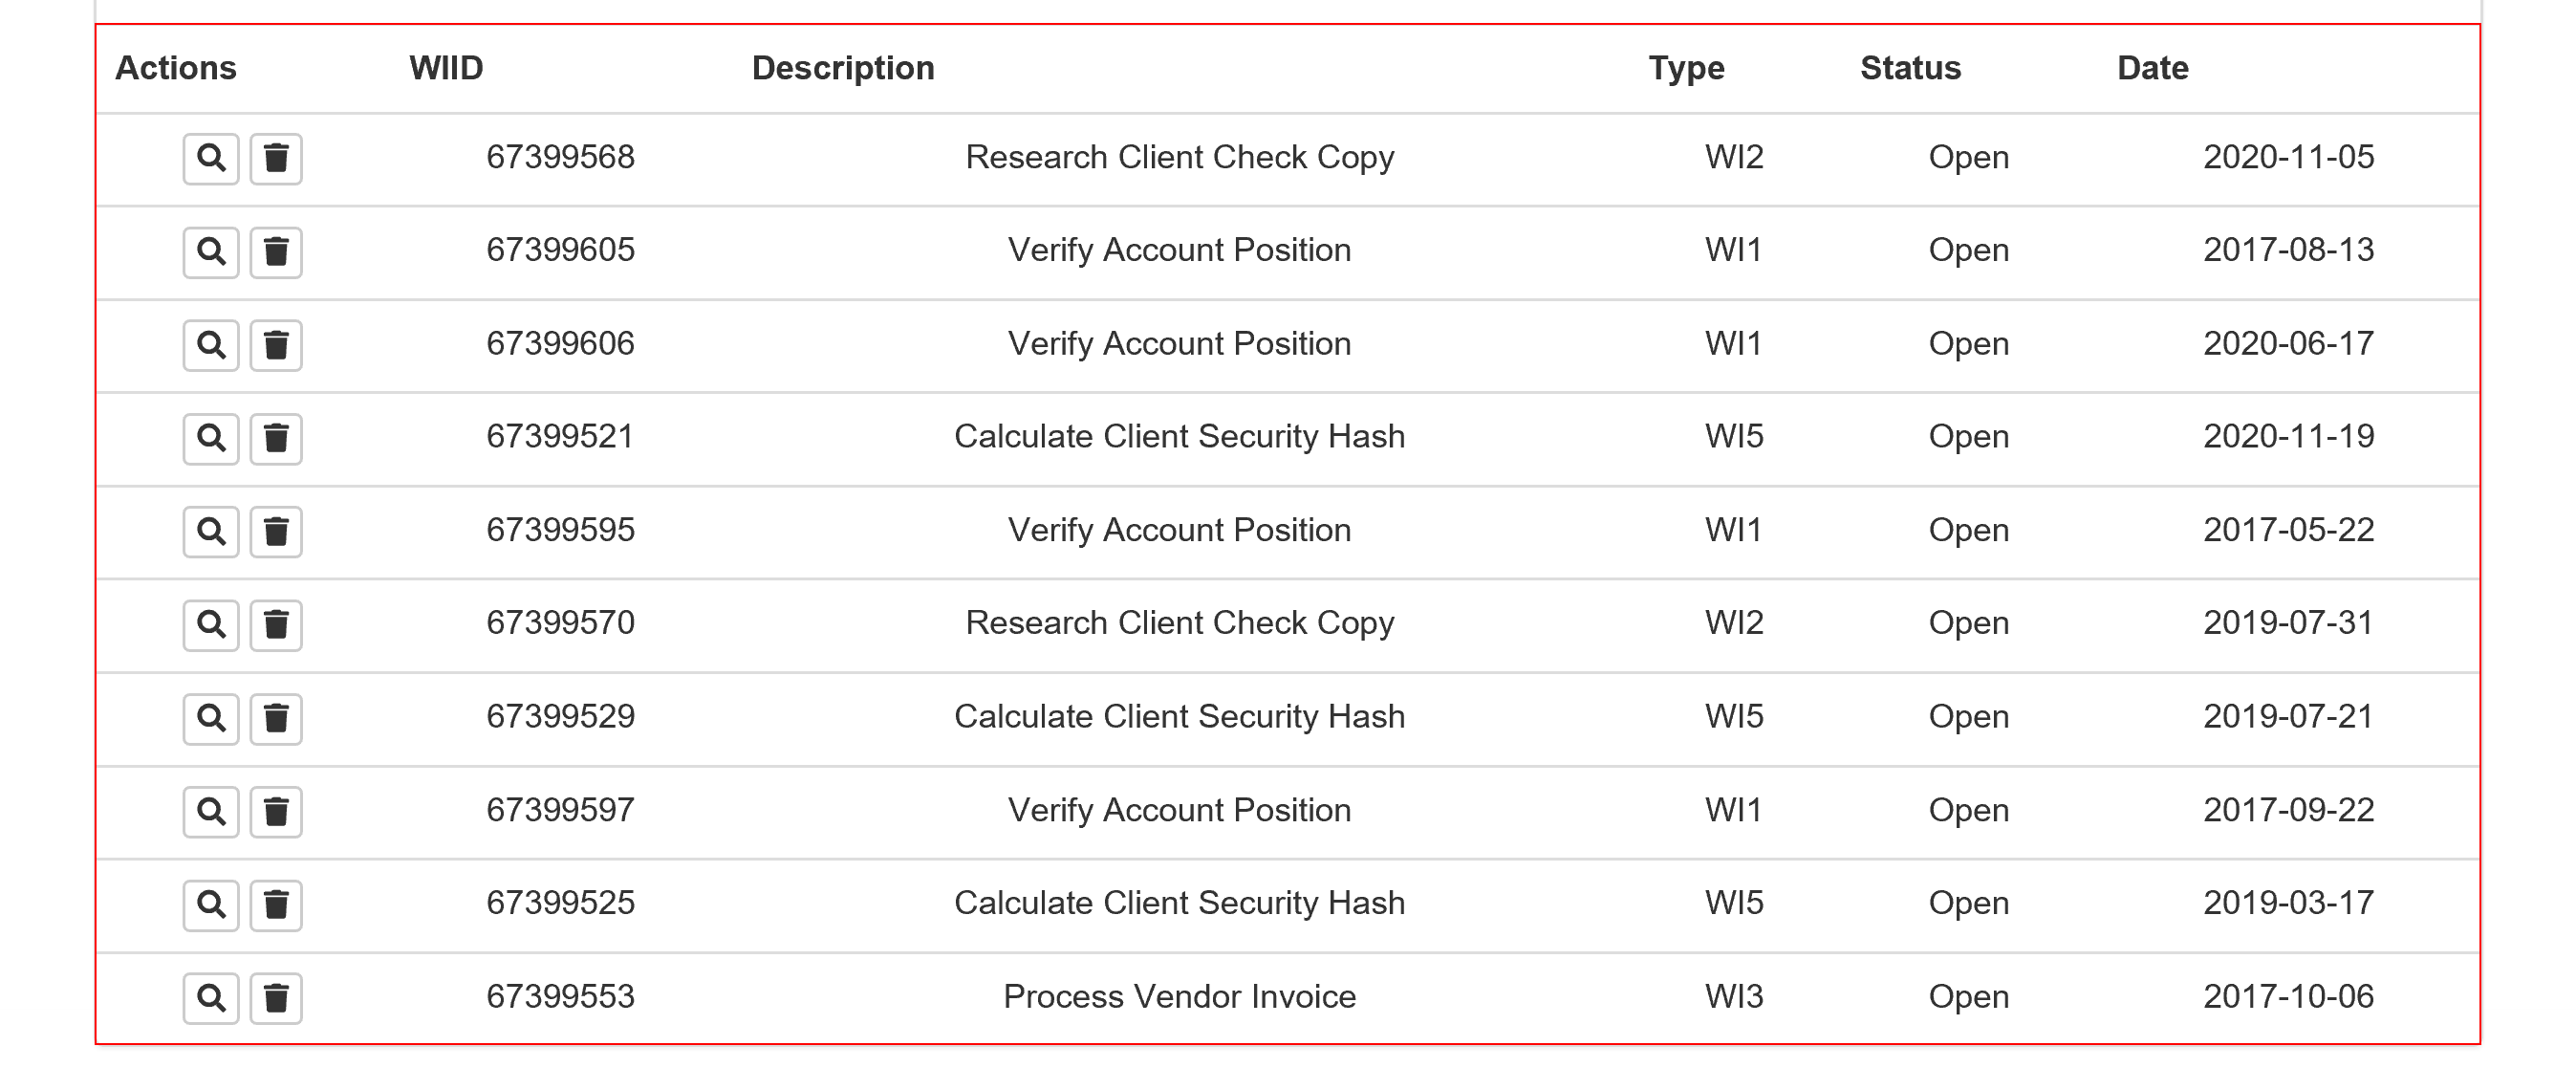 Actions WIID Description Type Status Date
67399568 Research Client Check Copy WI2 Open 2020-11-05
67399605 Verify Account Position WI1 Open 2017-08-13
67399606 Verify Account Position WI1 Open 2020-06-17
67399521 Calculate Client Security Hash WI5 Open 2020-11-19
67399595 Verify Account Position WI1 Open 2017-05-22
67399570 Research Client Check Copy WI2 Open 2019-07-31
67399529 Calculate Client Security Hash WI5 Open 2019-07-21
67399597 Verify Account Position WI1 Open 2017-09-22
67399525 Calculate Client Security Hash WI5 Open 2019-03-17
67399553 Process Vendor Invoice WI3 Open 2017-10-06